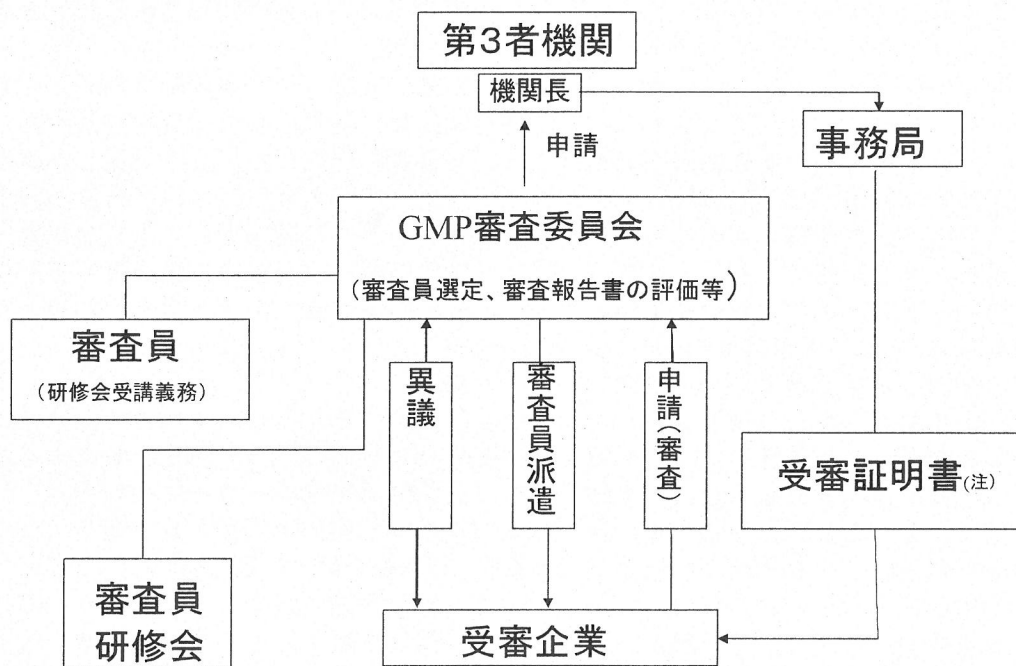 第3者機関
機関長
申請
事務局
GMP審査委員会
(審査員選定、審査報告書の評価等)
審査員
(研修会受講義務)
異議
審査員派遣
申請(審査)
受審証明書(注)
審査員
研修会
受審企業